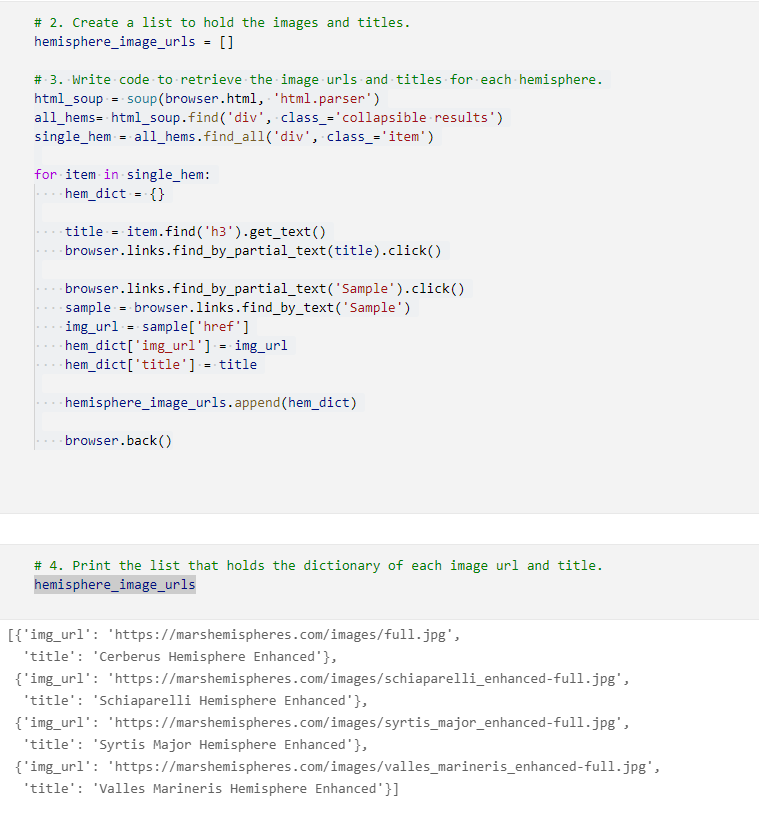 # 2. Create a list to hold the images and titles.
hemisphere_image_urls = []
# 3. Write code to retrieve the image urls and titles for each hemisphere.
html_soup = soup(browser.html, 'html.parser')
all_hems= html_soup.find('div', class_='collapsible results')
single_hem = all_hems.find_all('div', class_='item')
for item in single_hem:
    hem_dict = {}
    title = item.find('h3').get_text()
    browser.links.find_by_partial_text(title).click()
    browser.links.find_by_partial_text('Sample').click()
    sample = browser.links.find_by_text('Sample')
    img_url = sample['href']
    hem_dict['img_url'] = img_url
    hem_dict['title'] = title
    hemisphere_image_urls.append(hem_dict)
    browser.back()
# 4. Print the list that holds the dictionary of each image url and title.
hemisphere_image_urls
[{'img_url': 'https://marshemispheres.com/images/full.jpg',
  'title': 'Cerberus Hemisphere Enhanced'},
 {'img_url': 'https://marshemispheres.com/images/schiaparelli_enhanced-full.jpg',
  'title': 'Schiaparelli Hemisphere Enhanced'},
 {'img_url': 'https://marshemispheres.com/images/syrtis_major_enhanced-full.jpg',
  'title': 'Syrtis Major Hemisphere Enhanced'},
 {'img_url': 'https://marshemispheres.com/images/valles_marineris_enhanced-full.jpg',
  'title': 'Valles Marineris Hemisphere Enhanced'}]